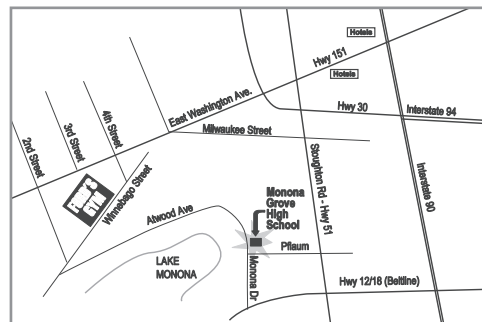 Hotels
Hwy 151
Hotels
East Washington Ave.
Hwy 30
Interstate 94
4th Street
3rd Street
2nd Street
Milwaukee Street
Stoughton Rd - Hwy 51
Interstate 90
Winnebago Street
Atwood Ave
Monona
Grove
High
School
Pflaum
LAKE
MONONA
Monona Dr
Hwy 12/18 (Beltline)